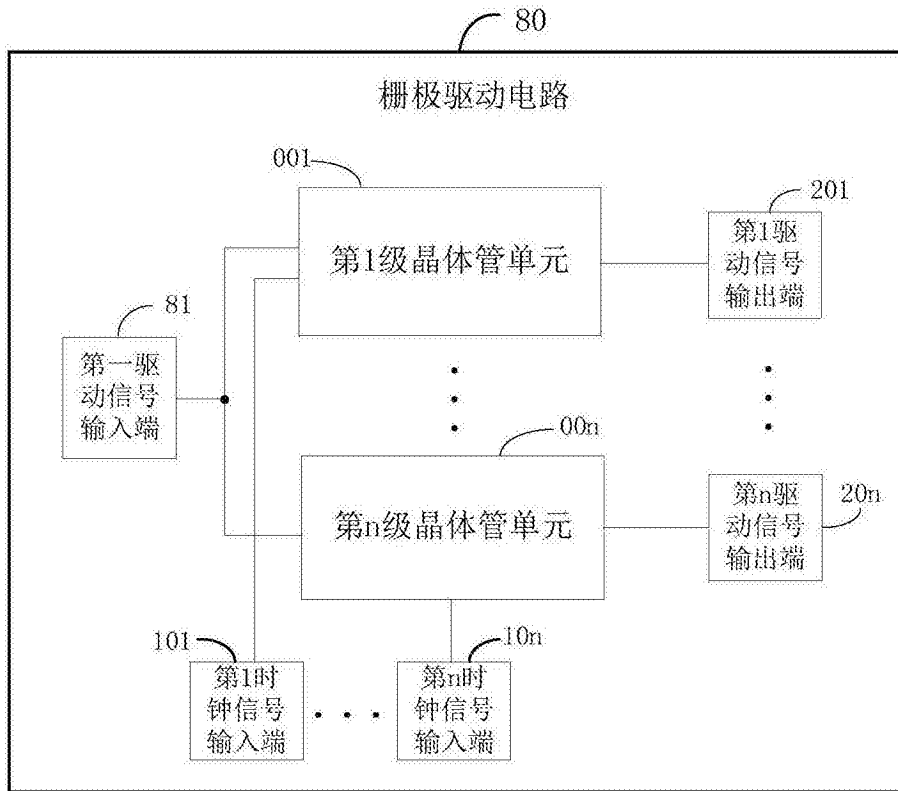 80
栅极驱动电路
001
第1级晶体管单元
201
第1驱
动信号
输出端
81
第一驱
动信号
输入端
00n
第n级晶体管单元
第n驱
动信号
输出端
20n
101
第1时
钟信号
输入端
10n
第n时
钟信号
输入端